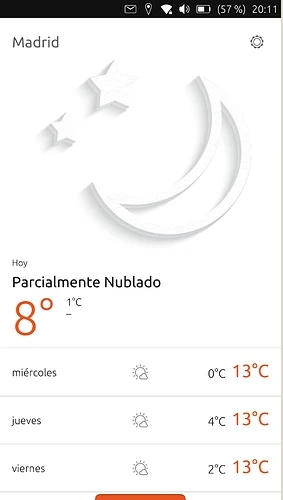 (57 %) 20:11
Madrid
Hoy
Parcialmente Nublado
8° 1°C
–
miércoles 0°C 13°C
jueves 4°C 13°C
viernes 2°C 13°C